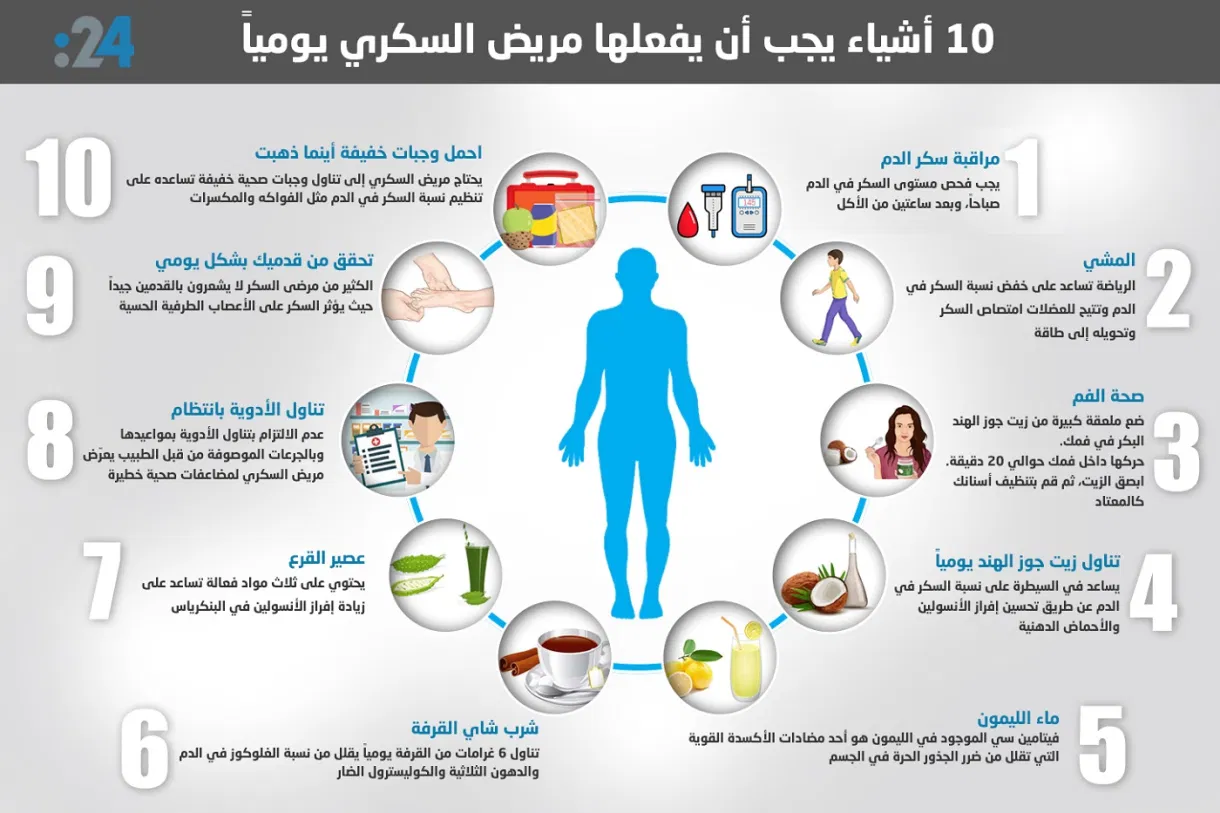 10 أشياء يجب أن يفعلها مريض السكري يومياً
24:
1
مراقبة سكر الدم
يجب فحص مستوى السكر في الدم
صباحاً، وبعد ساعتين من الأكل
145
2
المشي
الرياضة تساعد على خفض نسبة السكر في
الدم وتتيح للعضلات امتصاص السكر
وتحويله إلى طاقة
3
صحة الفم
ضع ملعقة كبيرة من زيت جوز الهند
البكر في فمك.
حركها داخل فمك حوالي 20 دقيقة.
ابصق الزيت، ثم قم بتنظيف أسنانك
كالمعتاد
4
تناول زيت جوز الهند يومياً
يساعد في السيطرة على نسبة السكر في
الدم عن طريق تحسين إفراز الأنسولين
والأحماض الدهنية
5
ماء الليمون
فيتامين سي الموجود في الليمون هو أحد مضادات الأكسدة القوية
التي تقلل من ضرر الجذور الحرة في الجسم
6
شرب شاي القرفة
تناول 6 غرامات من القرفة يومياً يقلل من نسبة الغلوكوز في الدم
والدهون الثلاثية والكوليسترول الضار
7
عصير القرع
يحتوي على ثلاث مواد فعالة تساعد على
زيادة إفراز الأنسولين في البنكرياس
8
تناول الأدوية بانتظام
عدم الالتزام بتناول الأدوية بمواعيدها
وبالجرعات الموصوفة من قبل الطبيب يعرّض
مريض السكري لمضاعفات صحية خطيرة
9
تحقق من قدميك بشكل يومي
الكثير من مرضى السكر لا يشعرون بالقدمين جيداً
حيث يؤثر السكر على الأعصاب الطرفية الحسية
10
احمل وجبات خفيفة أينما ذهبت
يحتاج مريض السكري إلى تناول وجبات صحية خفيفة تساعده على
تنظيم نسبة السكر في الدم مثل الفواكه والمكسرات